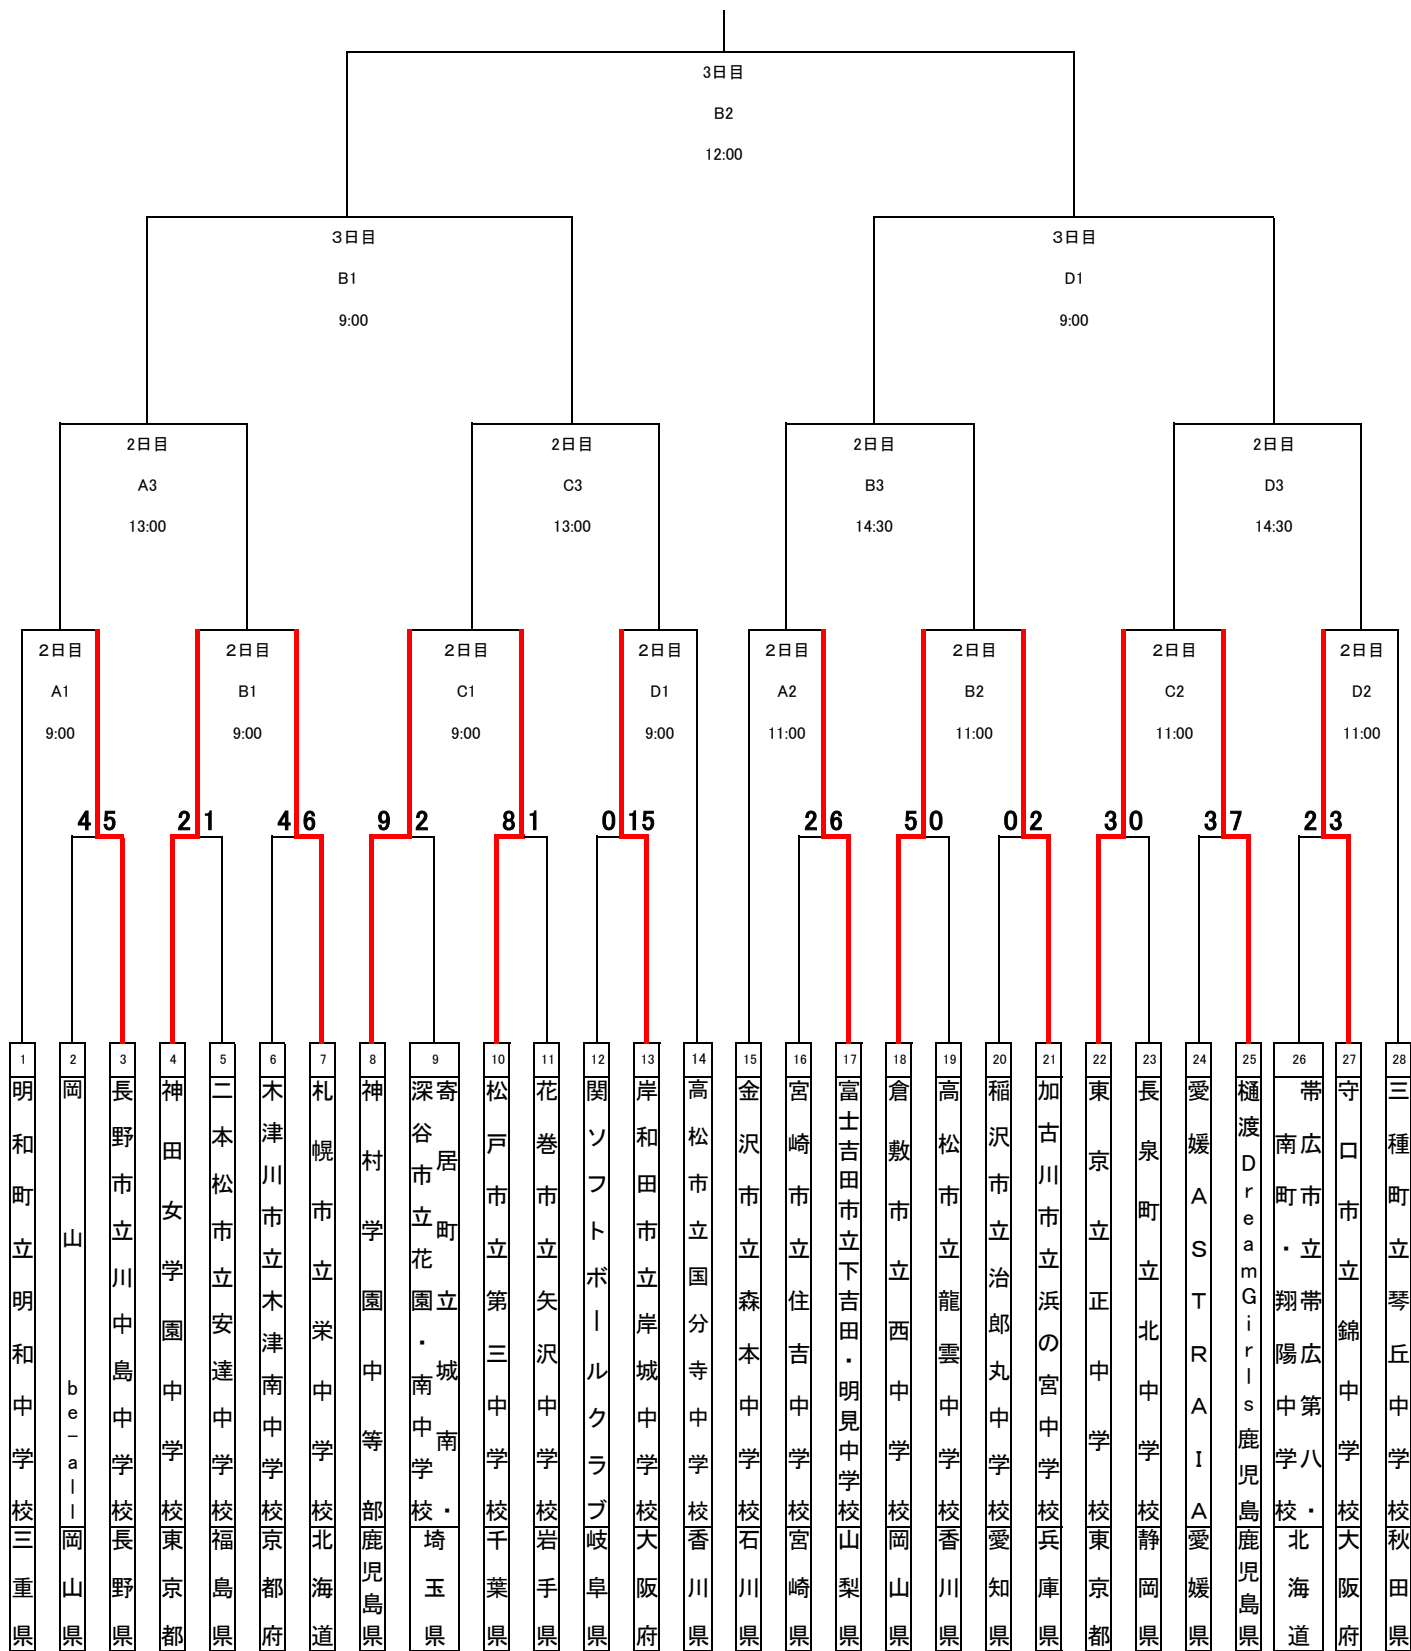 3日目
B2
12:00
3日目
B1
9:00
3日目
D1
9:00
2日目
A3
13:00
2日目
C3
13:00
2日目
B3
14:30
2日目
D3
14:30
2日目
A1
9:00
2日目
B1
9:00
2日目
C1
9:00
2日目
D1
9:00
2日目
A2
11:00
2日目
B2
11:00
2日目
C2
11:00
2日目
D2
11:00
4 5
2 1
4 6
9 2
8 1
0 15
2 6
5 0
0 2
3 0
3 7
2 3
1
明和町立明和中学校
三重県
2
岡山be-all
岡山県
3
長野市立川中島中学校
長野県
4
神田女学園中学校
東京都
5
二本松市立安達中学校
福島県
6
木津川市立木津南中学校
京都府
7
札幌市立栄中学校
北海道
8
神村学園中等部
鹿児島県
9
寄居町立城南・
深谷市立花園・南中学校
埼玉県
10
松戸市立第三中学校
千葉県
11
花巻市立矢沢中学校
岩手県
12
関ソフトボールクラブ
岐阜県
13
岸和田市立岸城中学校
大阪府
14
高松市立国分寺中学校
香川県
15
金沢市立森本中学校
石川県
16
宮崎市立住吉中学校
宮崎県
17
富士吉田市立下吉田・明見中学校
山梨県
18
倉敷市立西中学校
岡山県
19
高松市立龍雲中学校
香川県
20
稲沢市立治郎丸中学校
愛知県
21
加古川市立浜の宮中学校
兵庫県
22
東京立正中学校
東京都
23
長泉町立北中学校
静岡県
24
愛媛ASTRAIA
愛媛県
25
樋渡DreamGirls鹿児島
鹿児島県
26
帯広市立帯広第八・
南町・翔陽中学校
北海道
27
守口市立錦中学校
大阪府
28
三種町立琴丘中学校
秋田県